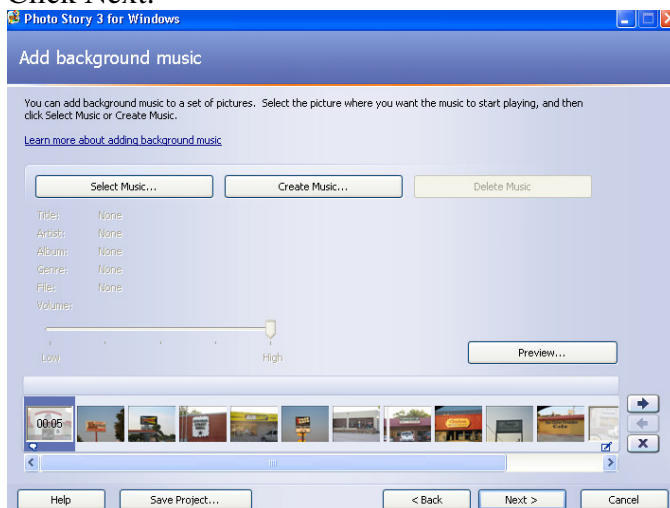 Click Next.
Photo Story 3 for Windows
Add background music
You can add background music to a set of pictures. Select the picture where you want the music to start playing, and then
click Select Music or Create Music.
Learn more about adding background music
Select Music...
Create Music...
Delete Music
Title: None
Artist: None
Album: None
Genre: None
File: None
Volume:
Low
High
Preview...
00:05
Help
Save Project...
< Back
Next >
Cancel